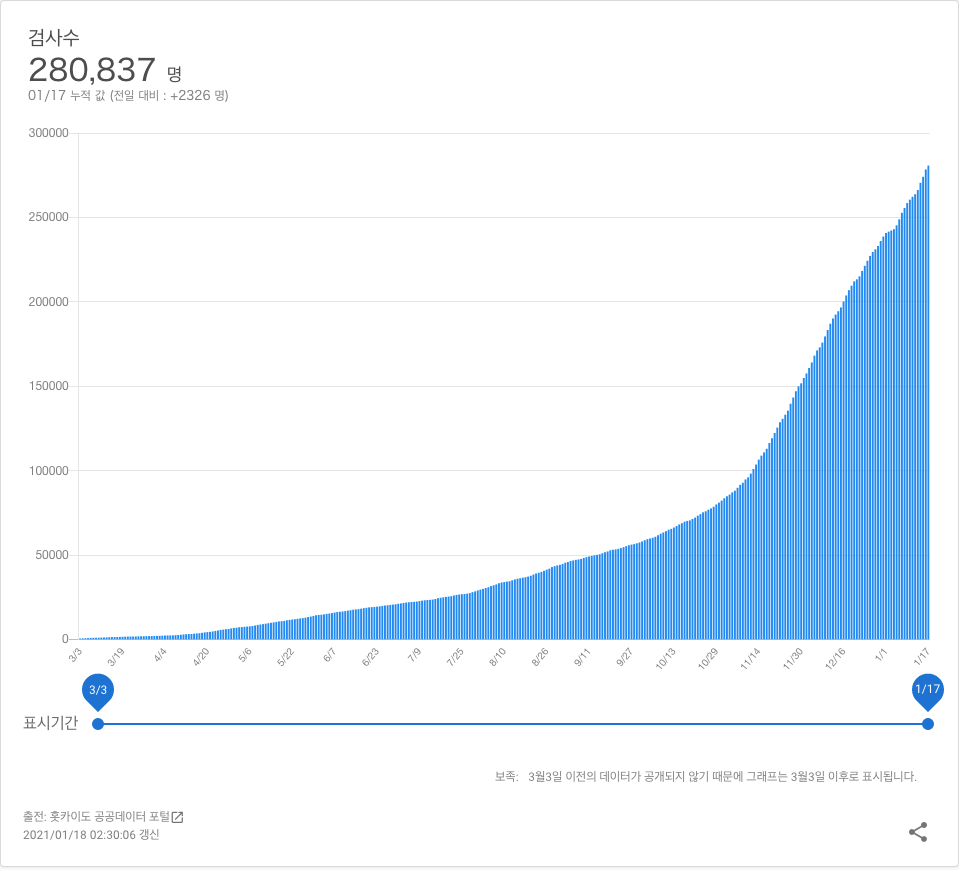 검사수
280,837 명
01/17 누적 값 (전일 대비 : +2326 명)
300000
250000
200000
150000
100000
50000
0
3/3 3/19 4/4 4/20 5/6 5/22 6/7 6/23 7/9 7/25 8/10 8/26 9/11 9/27 10/13 10/29 11/14 11/30 12/16 1/1 1/17
3/3 1/17
표시기간
보족: 3월3일 이전의 데이터가 공개되지 않기 때문에 그래프는 3월3일 이후로 표시됩니다.
출전: 홋카이도 공공데이터 포털
2021/01/18 02:30:06 갱신